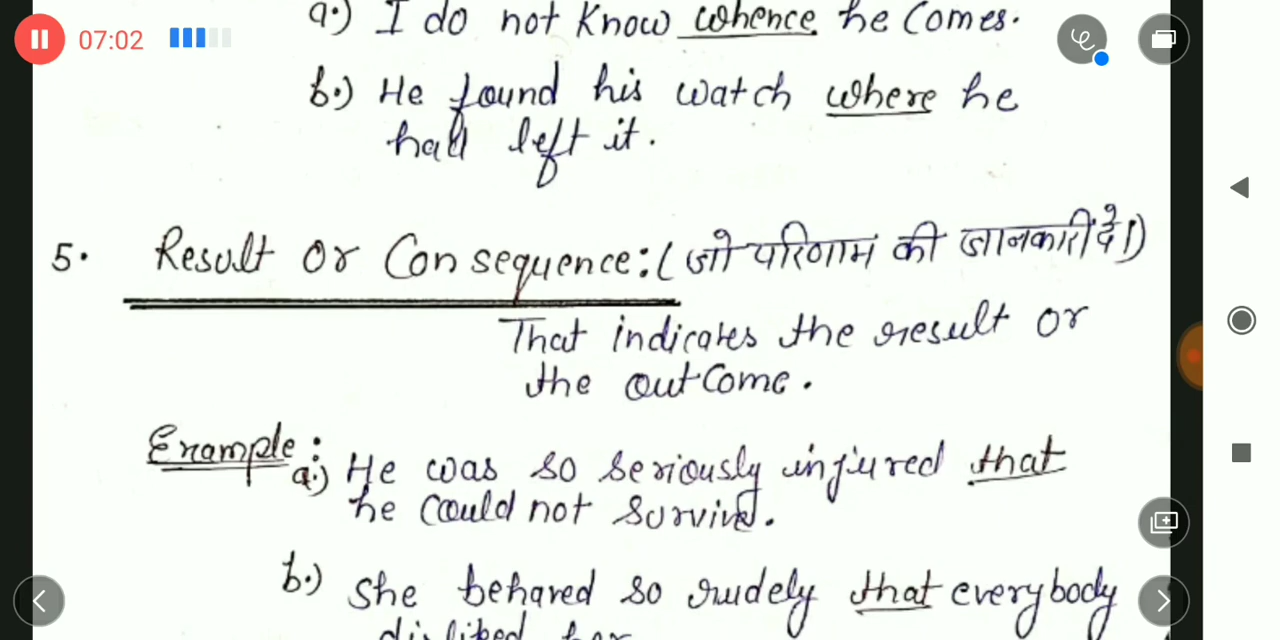 07:02
a.) I do not know whence he comes.
b.) He found his watch where he
had left it.
5. Result or Consequence: (जो परिणाम की जानकारी दे।)
That indicates the result or
the outcome.
Example:
a.) He was so seriously injured that
he could not survive.
b.) She behaved so rudely that everybody
disliked her